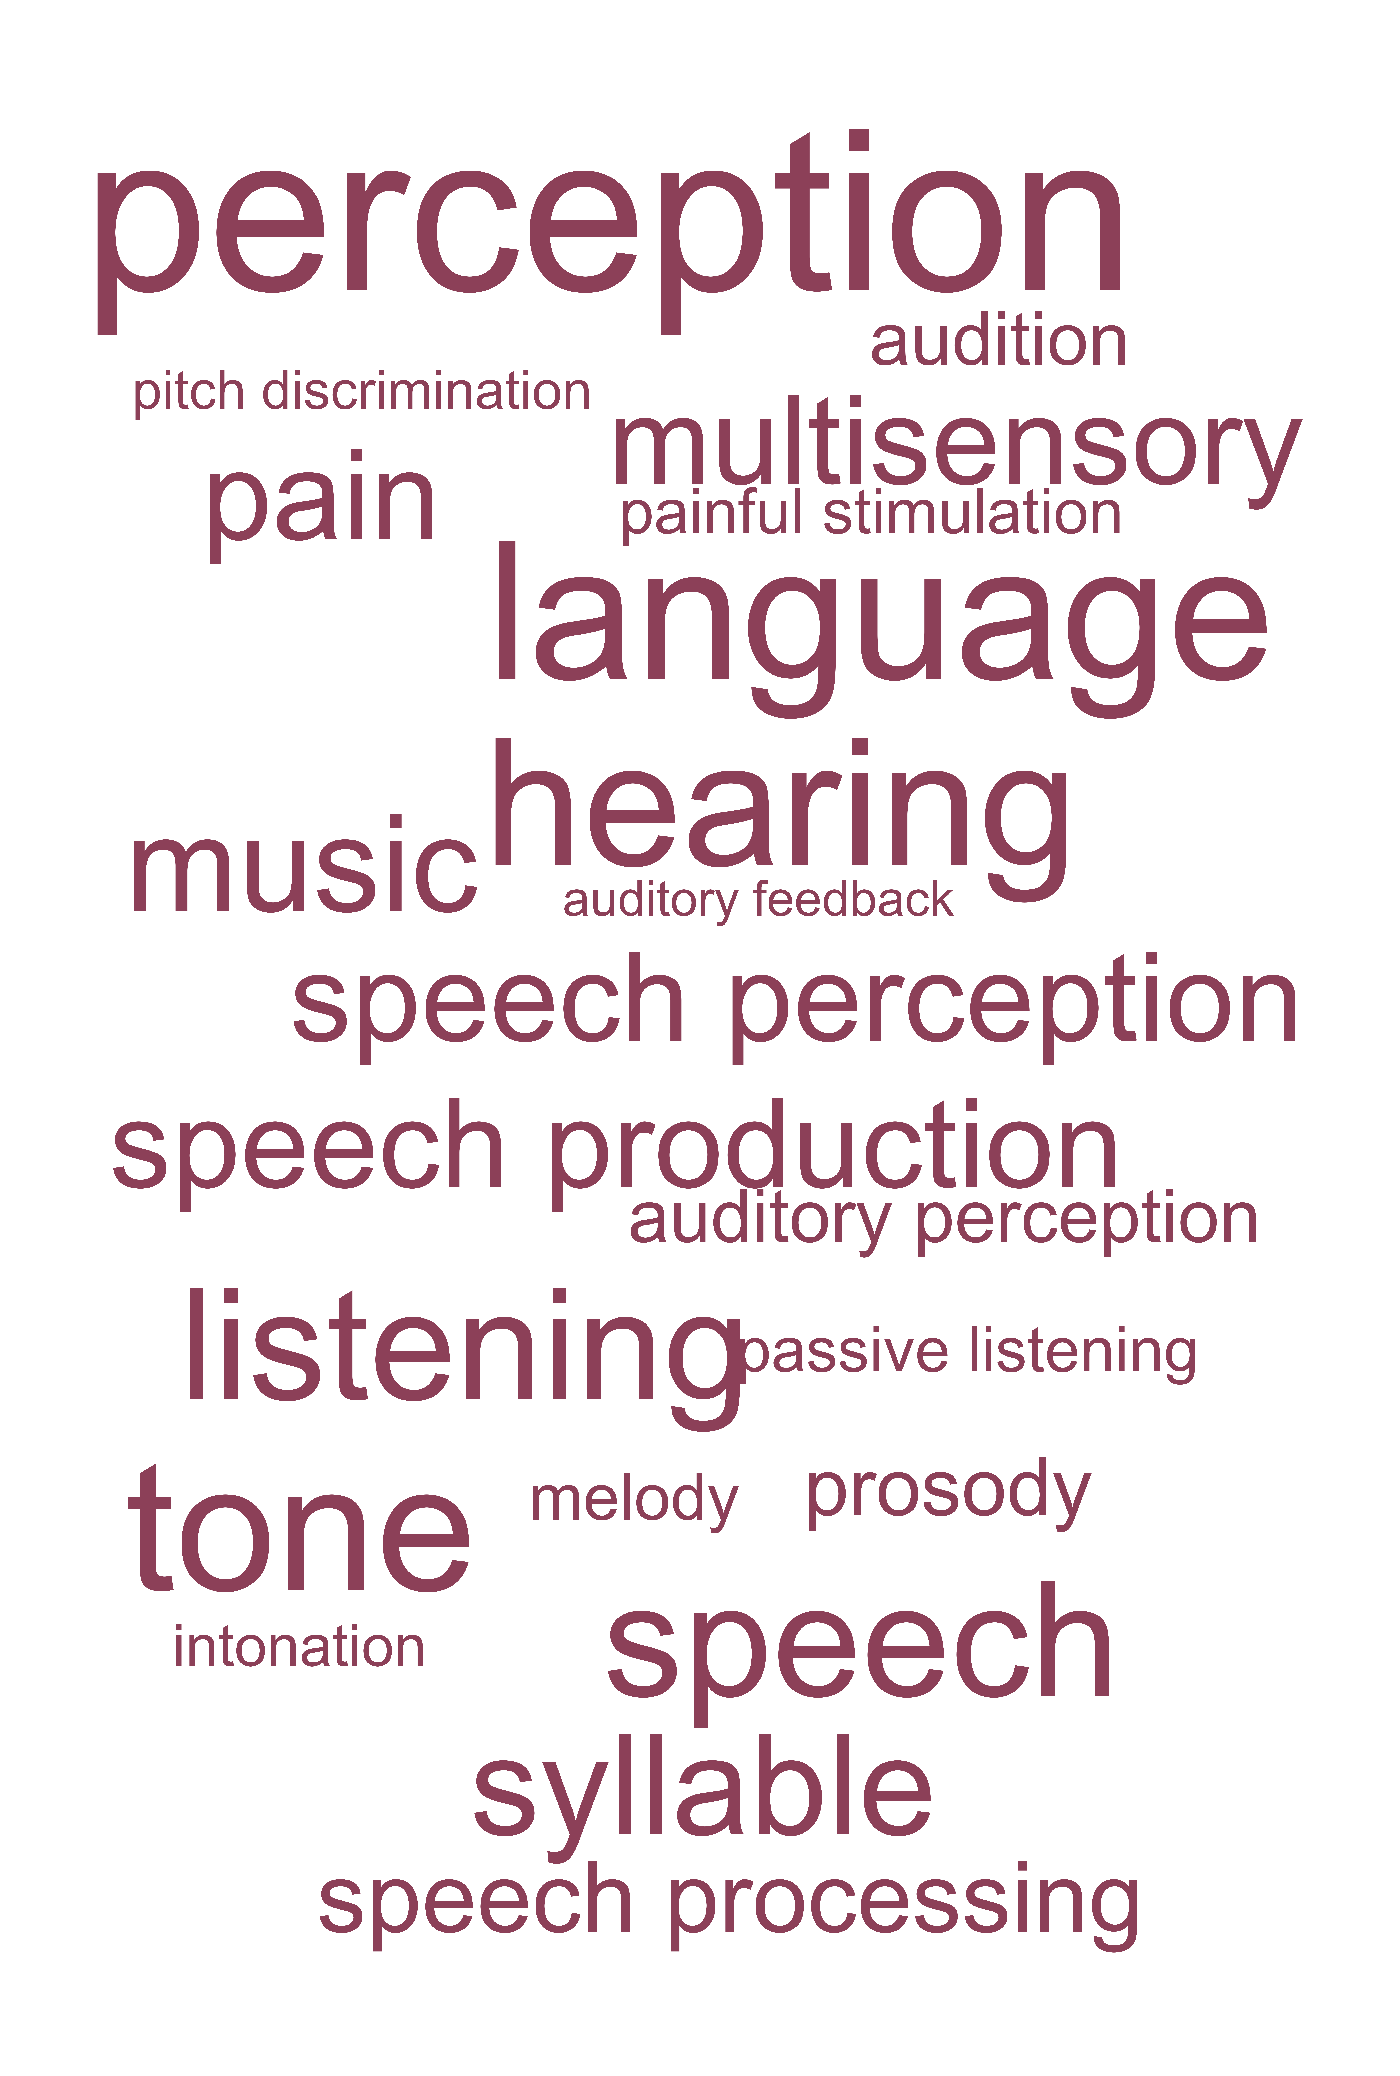 perception
audition
pitch discrimination
multisensory
pain
painful stimulation
language
hearing
music
auditory feedback
speech perception
speech production
auditory perception
listening
passive listening
tone
melody
prosody
intonation
speech
syllable
speech processing